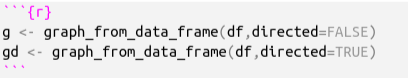 ```{r}
g <- graph_from_data_frame(df,directed=FALSE)
gd <- graph_from_data_frame(df,directed=TRUE)
```